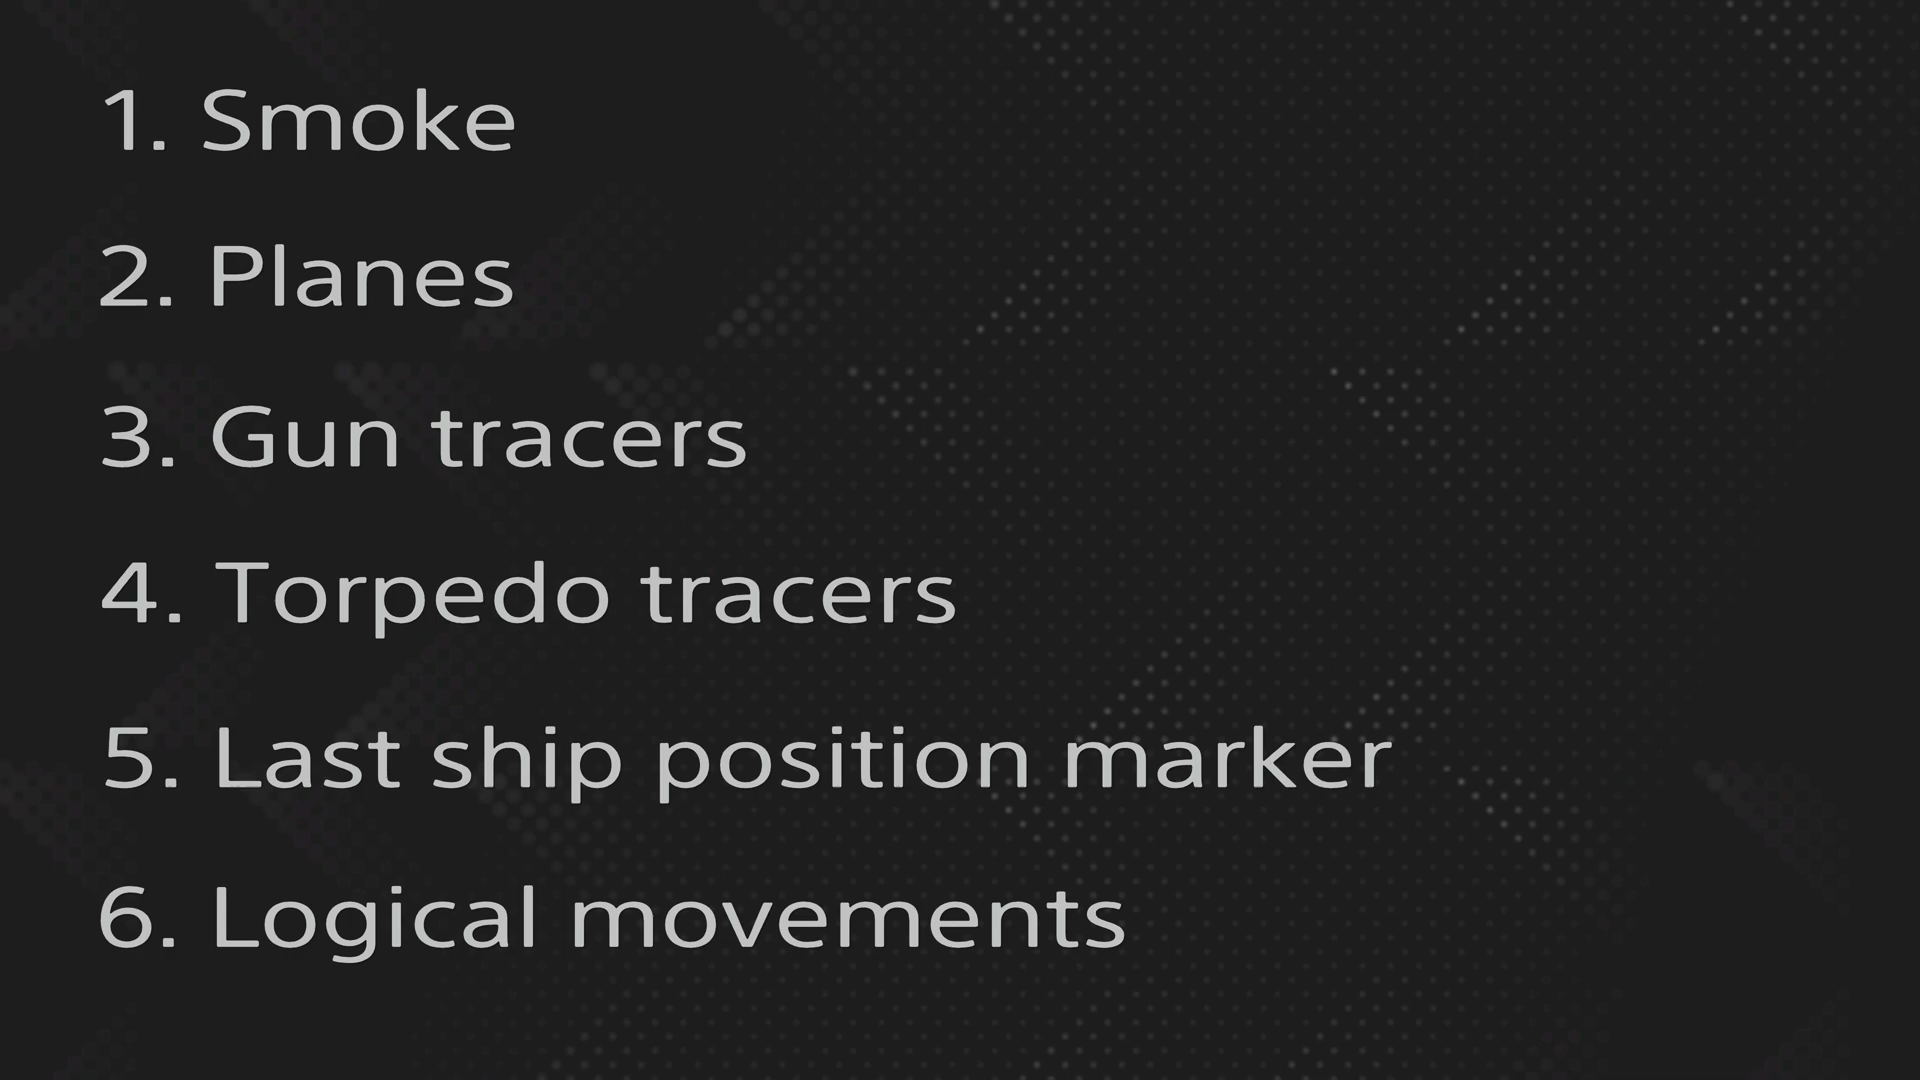 1. Smoke
2. Planes
3. Gun tracers
4. Torpedo tracers
5. Last ship position marker
6. Logical movements